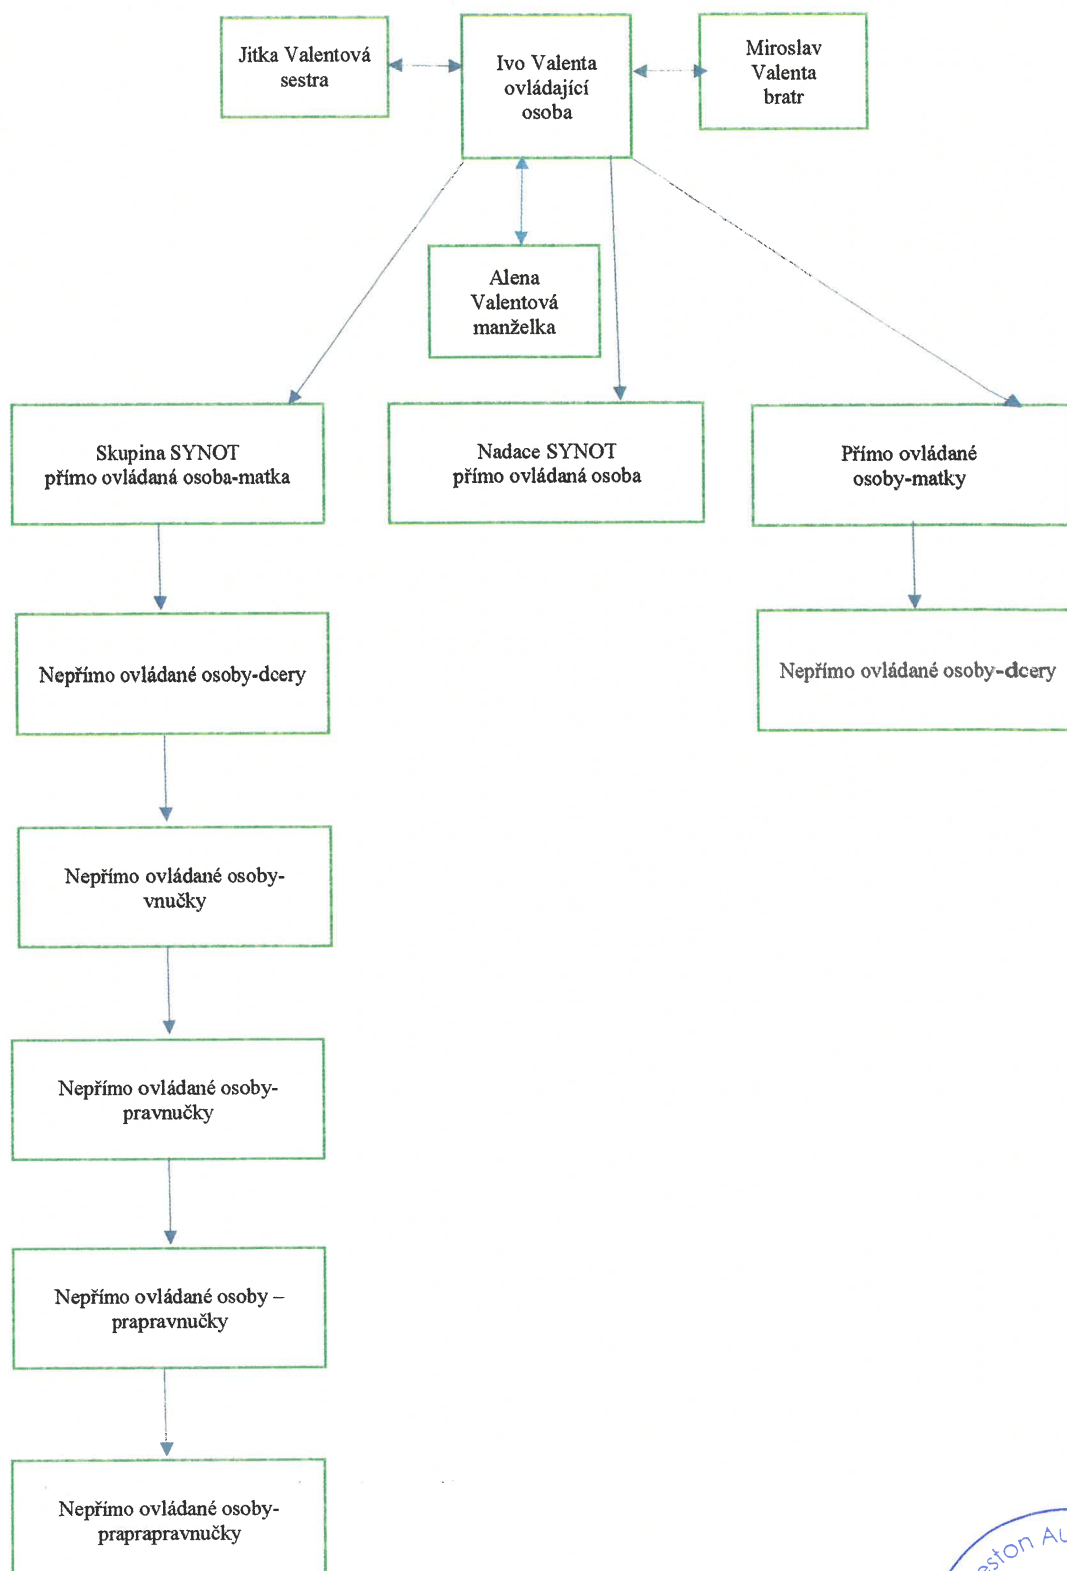 Jitka Valentová
sestra
Ivo Valenta
ovládající
osoba
Miroslav
Valenta
bratr
Alena
Valentová
manželka
Skupina SYNOT
přímo ovládaná osoba-matka
Nadace SYNOT
přímo ovládaná osoba
Přímo ovládané
osoby-matky
Nepřímo ovládané osoby-dcery
Nepřímo ovládané osoby-dcery
Nepřímo ovládané osoby-
vnučky
Nepřímo ovládané osoby-
pravnučky
Nepřímo ovládané osoby –
prapravnučky
Nepřímo ovládané osoby-
praprapravnučky